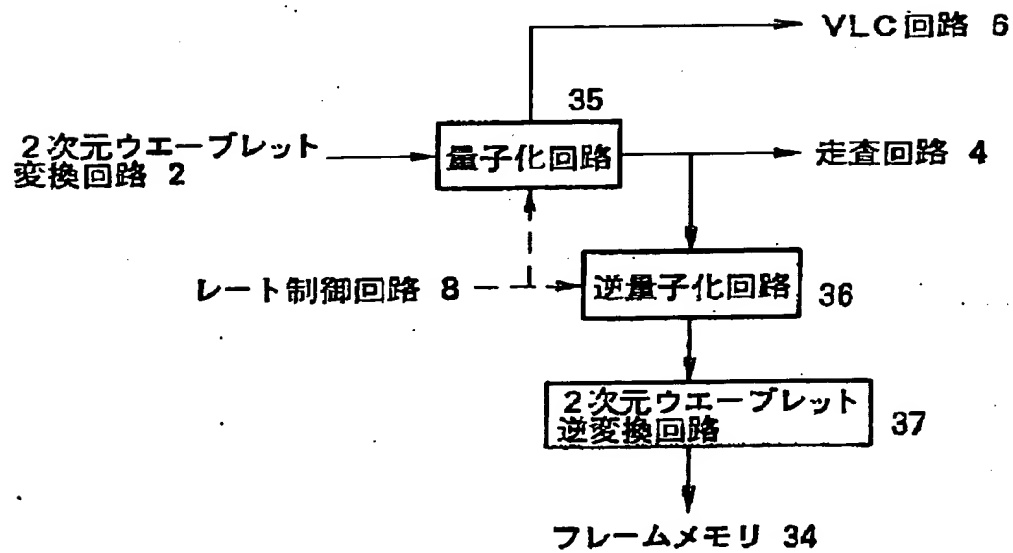 VLC回路 6
35
2次元ウエーブレット
変換回路 2
量子化回路
走査回路 4
レート制御回路 8
逆量子化回路
36
2次元ウエーブレット
逆変換回路
37
フレームメモリ 34